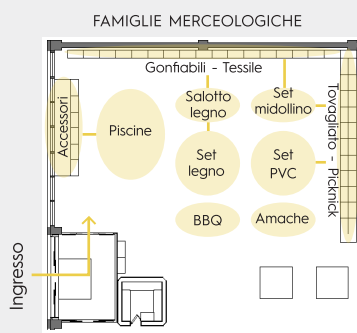 FAMIGLIE MERCEOLOGICHE
Gonfiabili - Tessile
Accessori
Piscine
Salotto
legno
Set
midollino
Tovagliato - Picknick
Set
legno
Set
PVC
BBQ
Amache
Ingresso